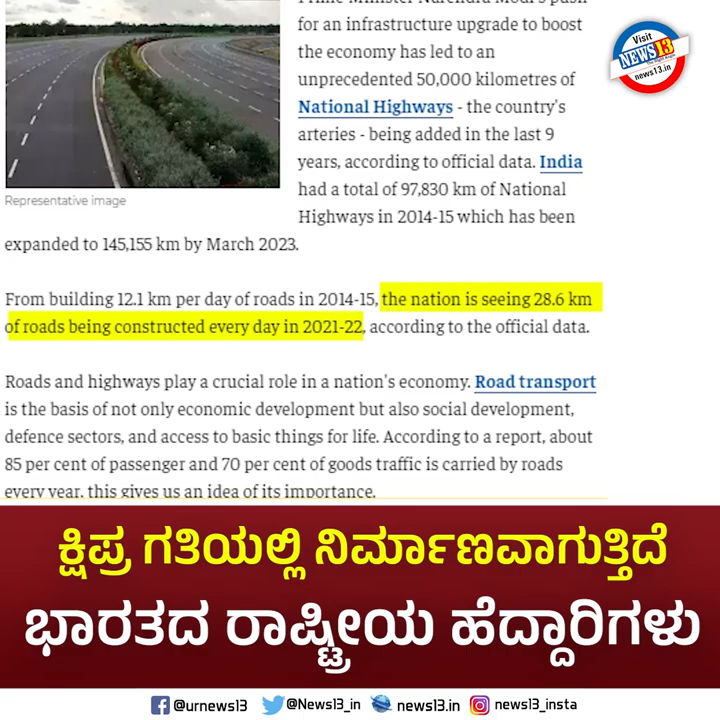 Prime Minister Narendra Modi's push
for an infrastructure upgrade to boost
the economy has led to an
unprecedented 50,000 kilometres of
National Highways - the country's
arteries - being added in the last 9
years, according to official data. India
had a total of 97,830 km of National
Highways in 2014-15 which has been
expanded to 145,155 km by March 2023.
Representative image
Visit
NEWS13
news13.in
From building 12.1 km per day of roads in 2014-15, the nation is seeing 28.6 km
of roads being constructed every day in 2021-22, according to the official data.
Roads and highways play a crucial role in a nation's economy. Road transport
is the basis of not only economic development but also social development,
defence sectors, and access to basic things for life. According to a report, about
85 per cent of passenger and 70 per cent of goods traffic is carried by roads
every year, this gives us an idea of its importance.
ಕ್ಷಿಪ್ರ ಗತಿಯಲ್ಲಿ ನಿರ್ಮಾಣವಾಗುತ್ತಿದೆ
ಭಾರತದ ರಾಷ್ಟ್ರೀಯ ಹೆದ್ದಾರಿಗಳು
@urnews13 @News13_in news13.in news13_insta